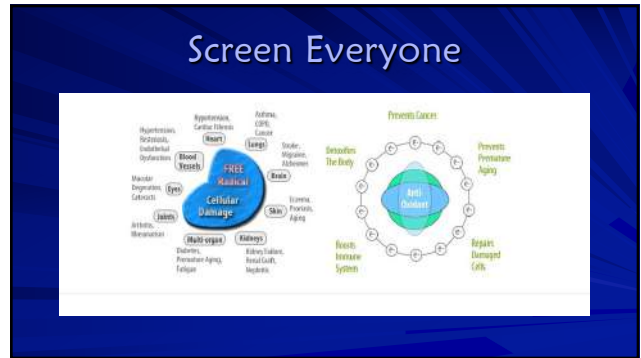 Screen Everyone
Hypertension,
Cardiac Fibrosis
Heart
Asthma,
COPD,
Cancer
Lungs
Hypertension,
Restenosis,
Endothelial
Dysfunction
Blood
Vessels
Stroke,
Migraine,
Alzheimer
Brain
FREE
Radical
Cellular
Damage
Macular
Degeration,
Cataracts
Eyes
Skin
Eczema,
Psoriasis,
Aging
Joints
Arthritis,
Rheumatism
Multi-organ
Diabetes,
Premature Aging,
Fatigue
Kidneys
Kidney Failure,
Renal Graft,
Nephritis
Prevents Cancer
Detoxifies
The Body
Prevents
Premature
Aging
Anti-
Oxidant
Boosts
Immune
System
Repairs
Damaged
Cells